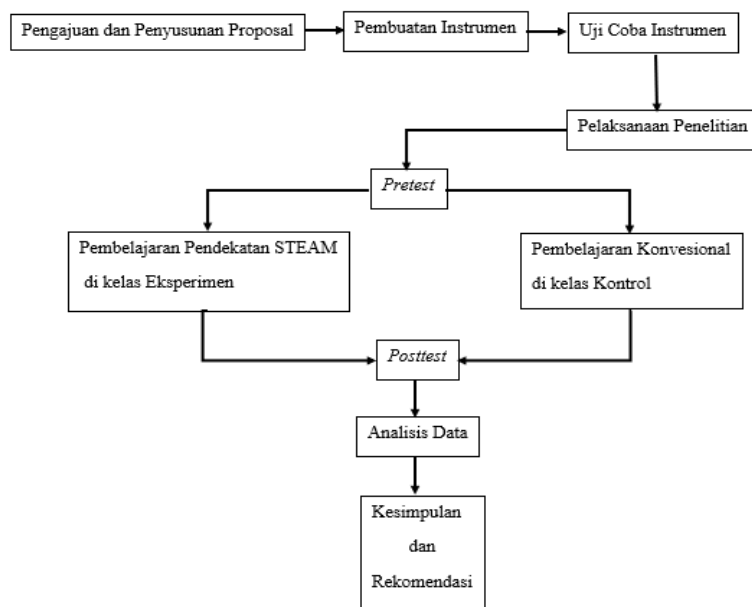 Pengajuan dan Penyusunan Proposal
Pembuatan Instrumen
Uji Coba Instrumen
Pelaksanaan Penelitian
Pretest
Pembelajaran Pendekatan STEAM
di kelas Eksperimen
Pembelajaran Konvesional
di kelas Kontrol
Posttest
Analisis Data
Kesimpulan
dan
Rekomendasi